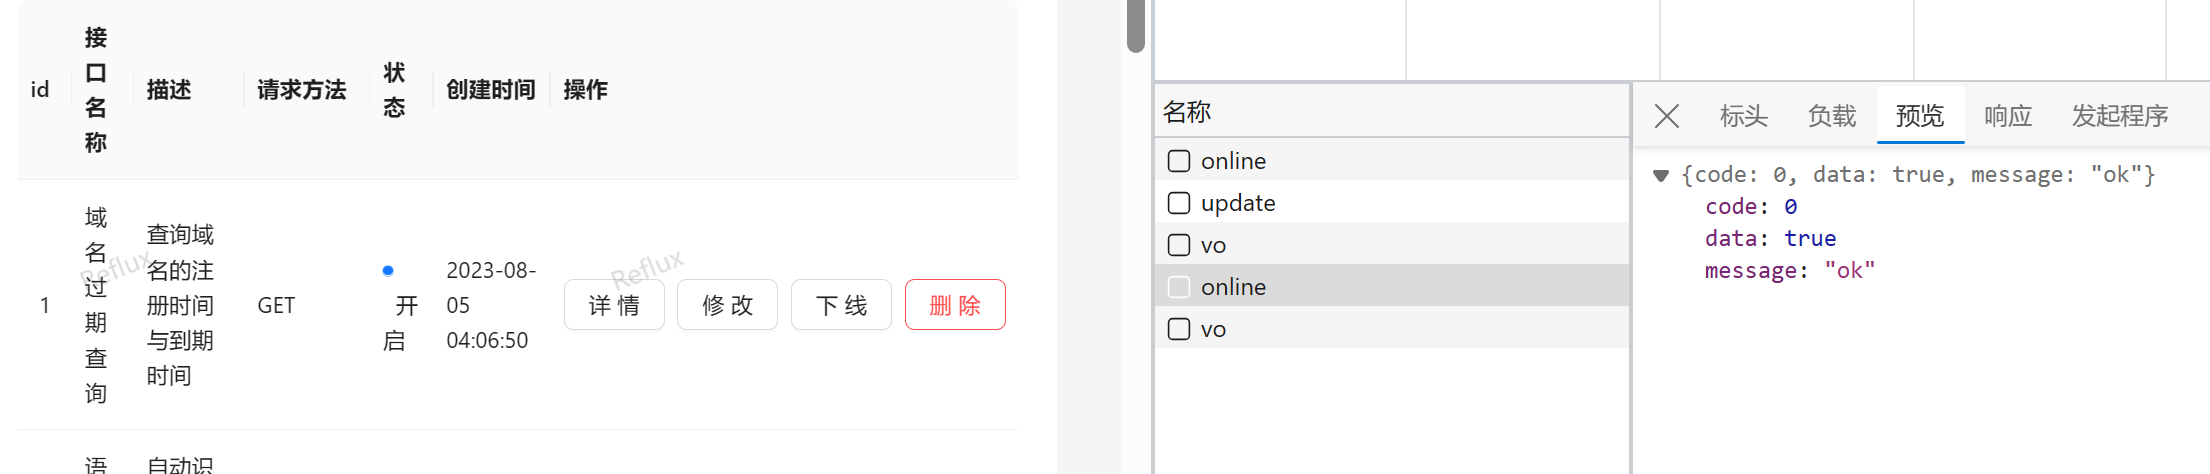 id
接
口
名
称
描述
请求方法
状
态
创建时间
操作
1
域
名
过
期
查
询
查询域
名的注
册时间
与到期
时间
GET
开
启
2023-08-
05
04:06:50
详 情
修 改
下 线
删 除
Reflux
Reflux
语
自动识
名称
online
update
vo
online
vo
标头
负载
预览
响应
发起程序
{code: 0, data: true, message: "ok"}
code: 0
data: true
message: "ok"